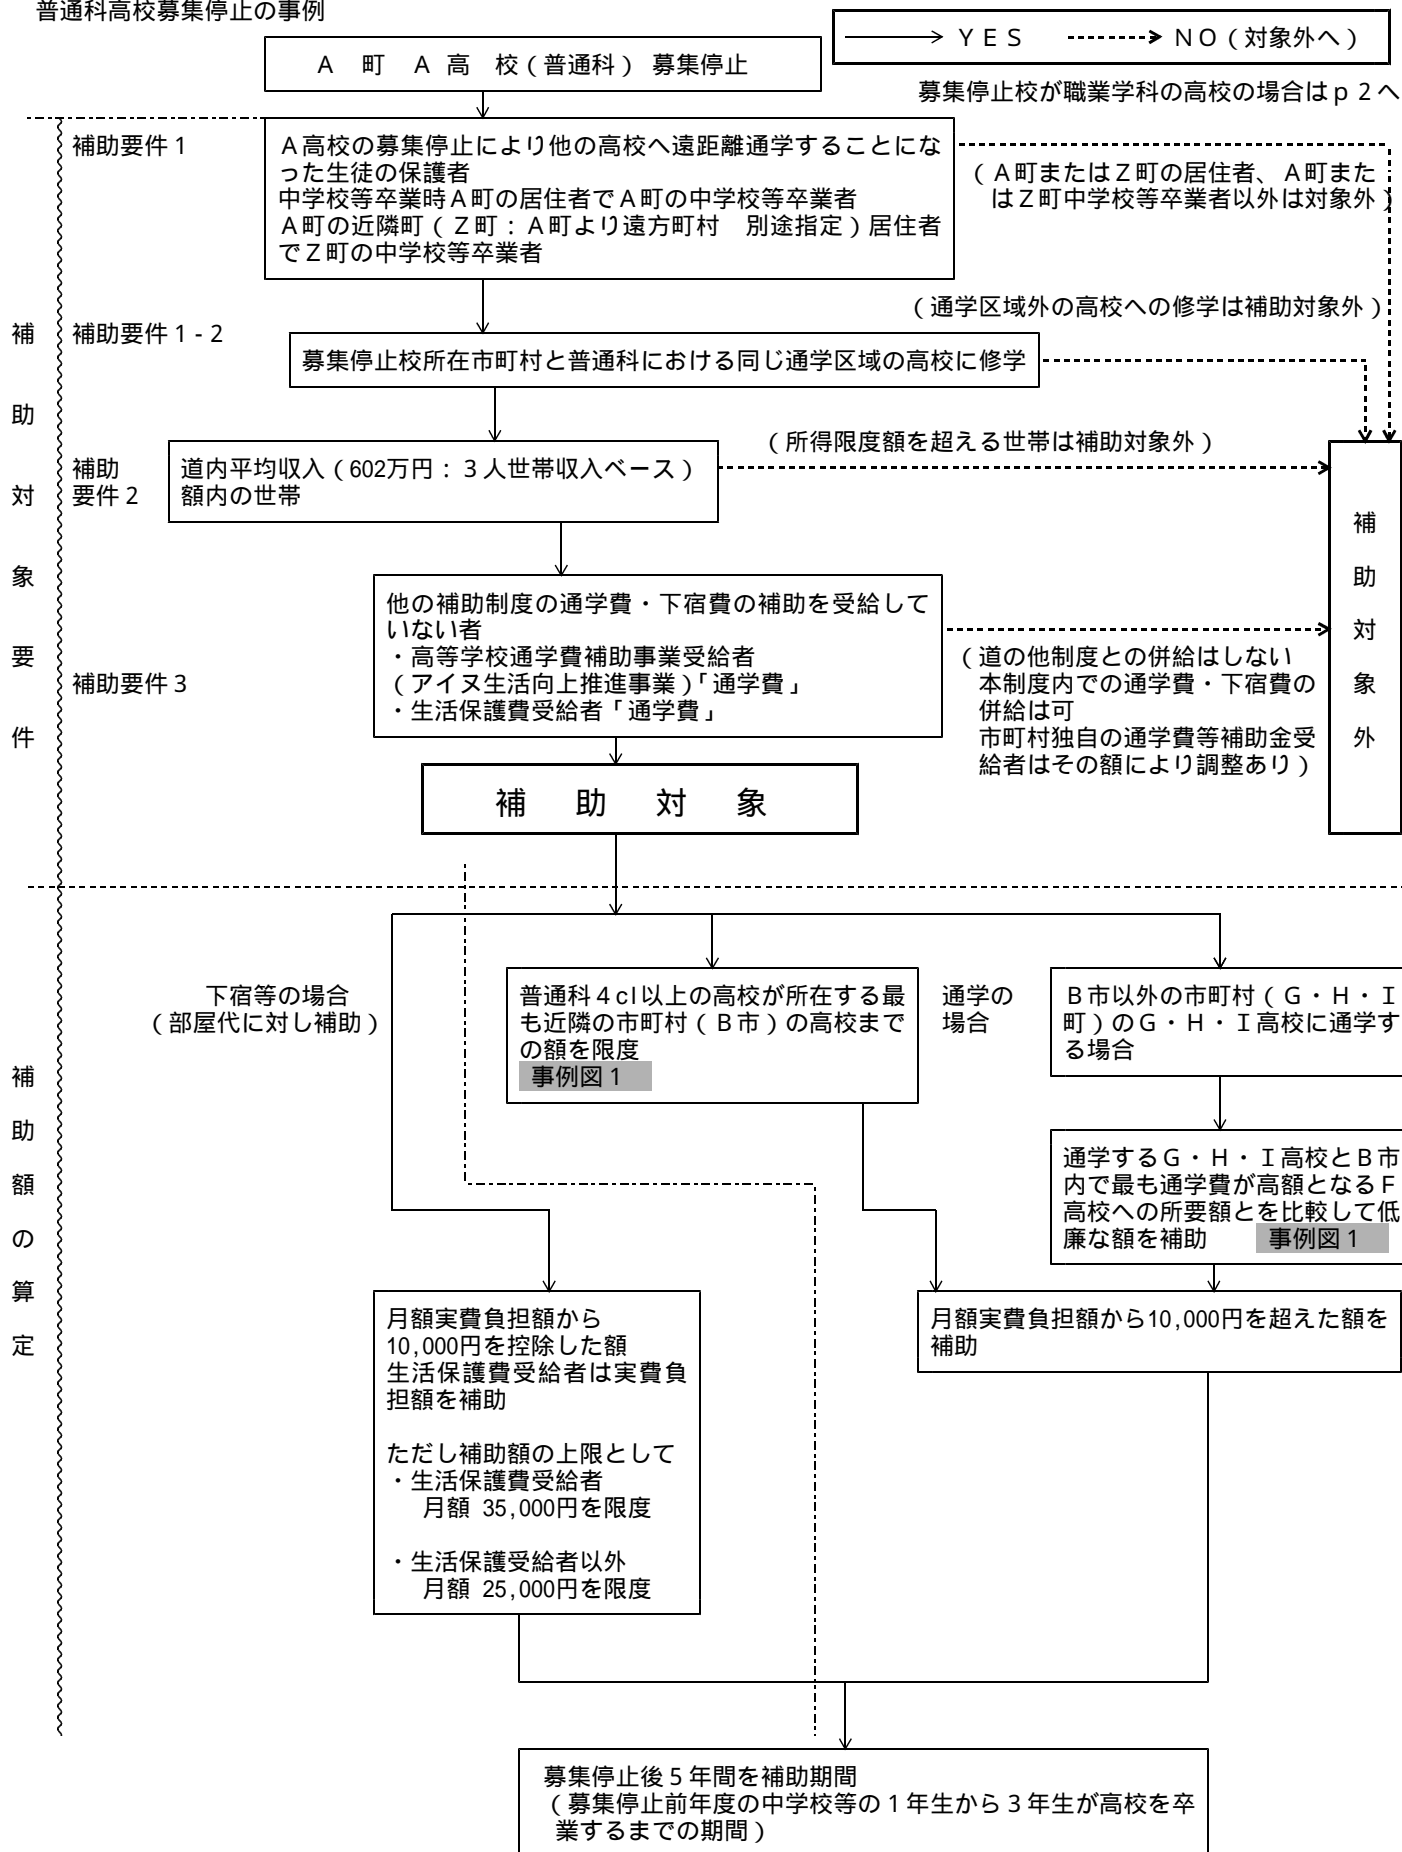 普通科高校募集停止の事例
───→ ＹＥＳ ------→ ＮＯ（対象外へ）
Ａ　町　Ａ　高　校（普通科）　募集停止
募集停止校が職業学科の高校の場合はｐ２へ
補助対象要件
補助要件１
Ａ高校の募集停止により他の高校へ遠距離通学することにな
った生徒の保護者
中学校等卒業時Ａ町の居住者でＡ町の中学校等卒業者
Ａ町の近隣町（Ｚ町：Ａ町より遠方町村　別途指定）居住者
でＺ町の中学校等卒業者
（Ａ町またはＺ町の居住者、Ａ町また
はＺ町中学校等卒業者以外は対象外）
（通学区域外の高校への修学は補助対象外）
補助要件１-２
募集停止校所在市町村と普通科における同じ通学区域の高校に修学
（所得限度額を超える世帯は補助対象外）
補助
要件２
道内平均収入（602万円：３人世帯収入ベース）
額内の世帯
補助対象外
補助要件３
他の補助制度の通学費・下宿費の補助を受給して
いない者
・高等学校通学費補助事業受給者
（アイヌ生活向上推進事業）「通学費」
・生活保護費受給者「通学費」
（道の他制度との併給はしない
本制度内での通学費・下宿費の
併給は可
市町村独自の通学費等補助金受
給者はその額により調整あり）
補　助　対　象
補助額の算定
下宿等の場合
（部屋代に対し補助）
普通科４cl以上の高校が所在する最
も近隣の市町村（Ｂ市）の高校まで
の額を限度
事例図１
通学の
場合
Ｂ市以外の市町村（Ｇ・Ｈ・Ｉ
町）のＧ・Ｈ・Ｉ高校に通学す
る場合
通学するＧ・Ｈ・Ｉ高校とＢ市
内で最も通学費が高額となるＦ
高校への所要額とを比較して低
廉な額を補助　　事例図１
月額実費負担額から
10,000円を控除した額
生活保護費受給者は実費負
担額を補助
ただし補助額の上限として
・生活保護費受給者
月額 35,000円を限度
・生活保護受給者以外
月額 25,000円を限度
月額実費負担額から10,000円を超えた額を
補助
募集停止後５年間を補助期間
（募集停止前年度の中学校等の１年生から３年生が高校を卒
業するまでの期間）